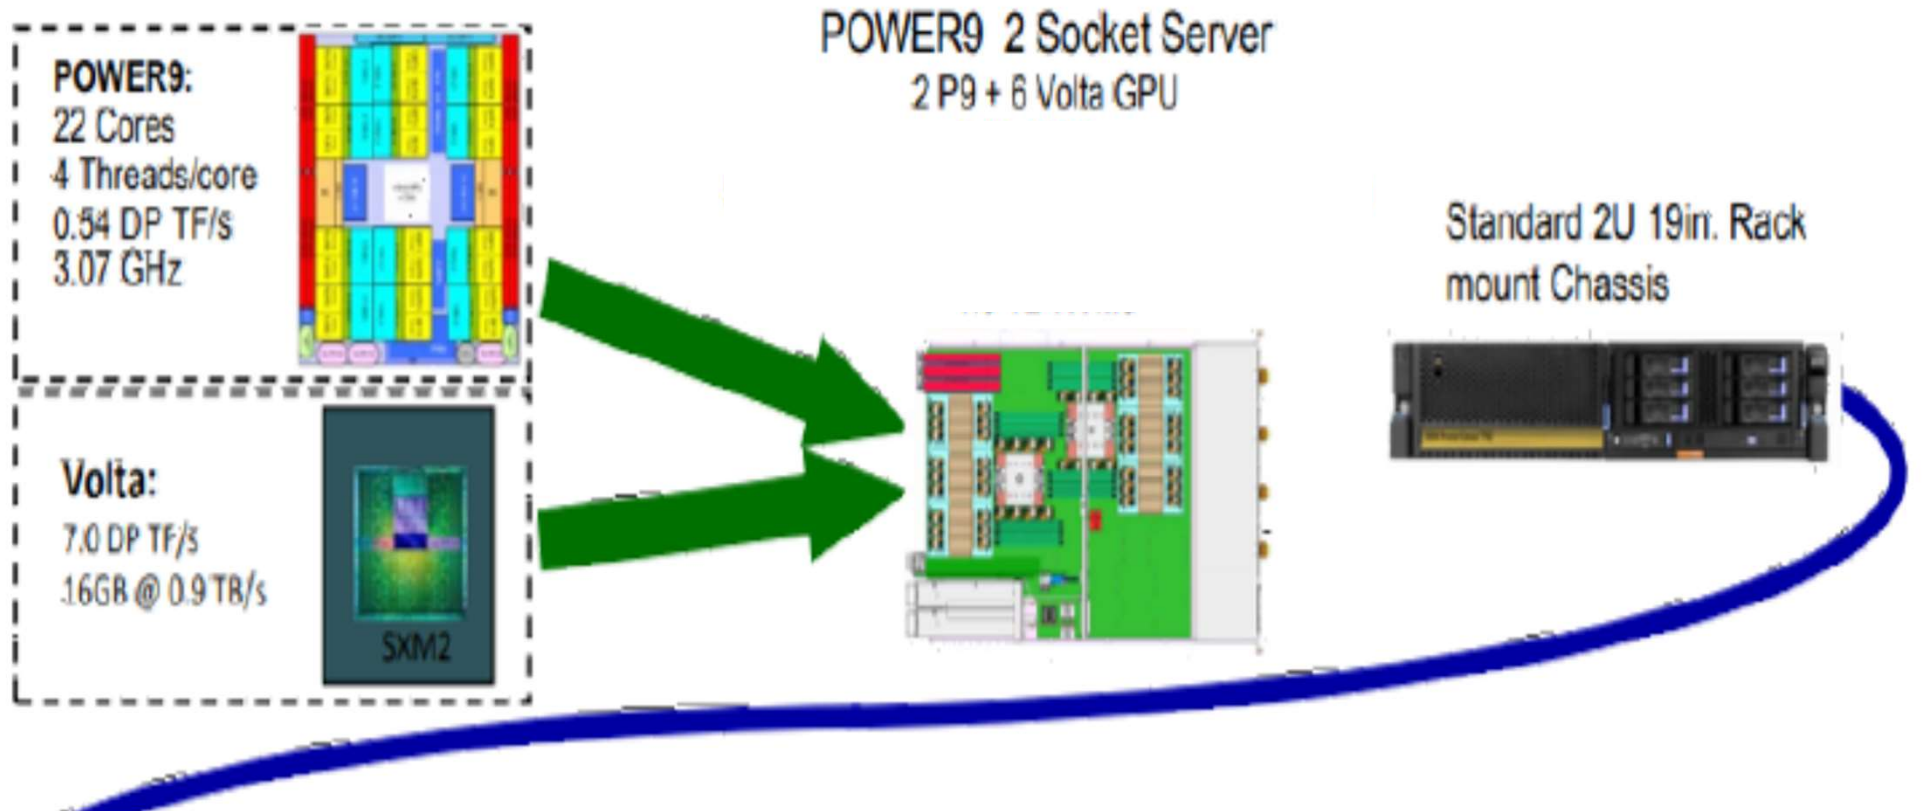 POWER9 2 Socket Server
2 P9 + 6 Volta GPU
POWER9:
22 Cores
4 Threads/core
0.54 DP TF/s
3.07 GHz
Standard 2U 19in. Rack
mount Chassis
Volta:
7.0 DP TF/s
16GB @ 0.9 TB/s
SXM2